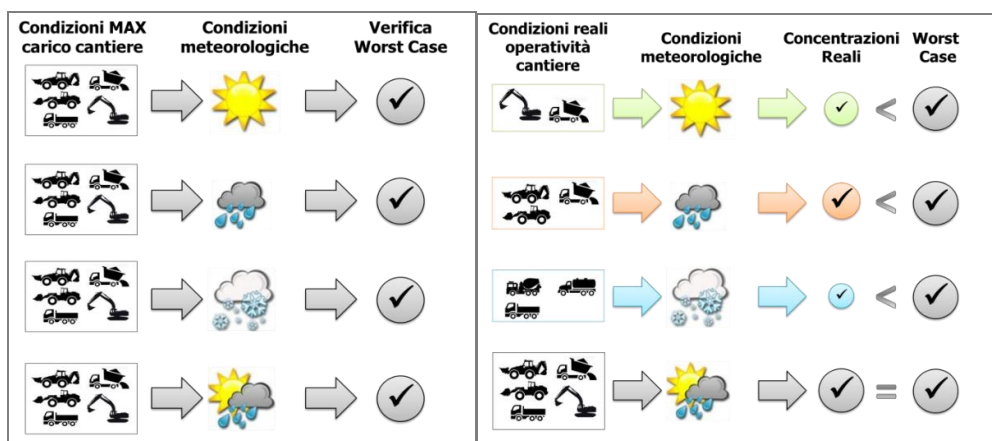 Condizioni MAX
carico cantiere
Condizioni
meteorologiche
Verifica
Worst Case
Condizioni reali
operatività
cantiere
Condizioni
meteorologiche
Concentrazioni
Reali
Worst
Case
<
<
<
=